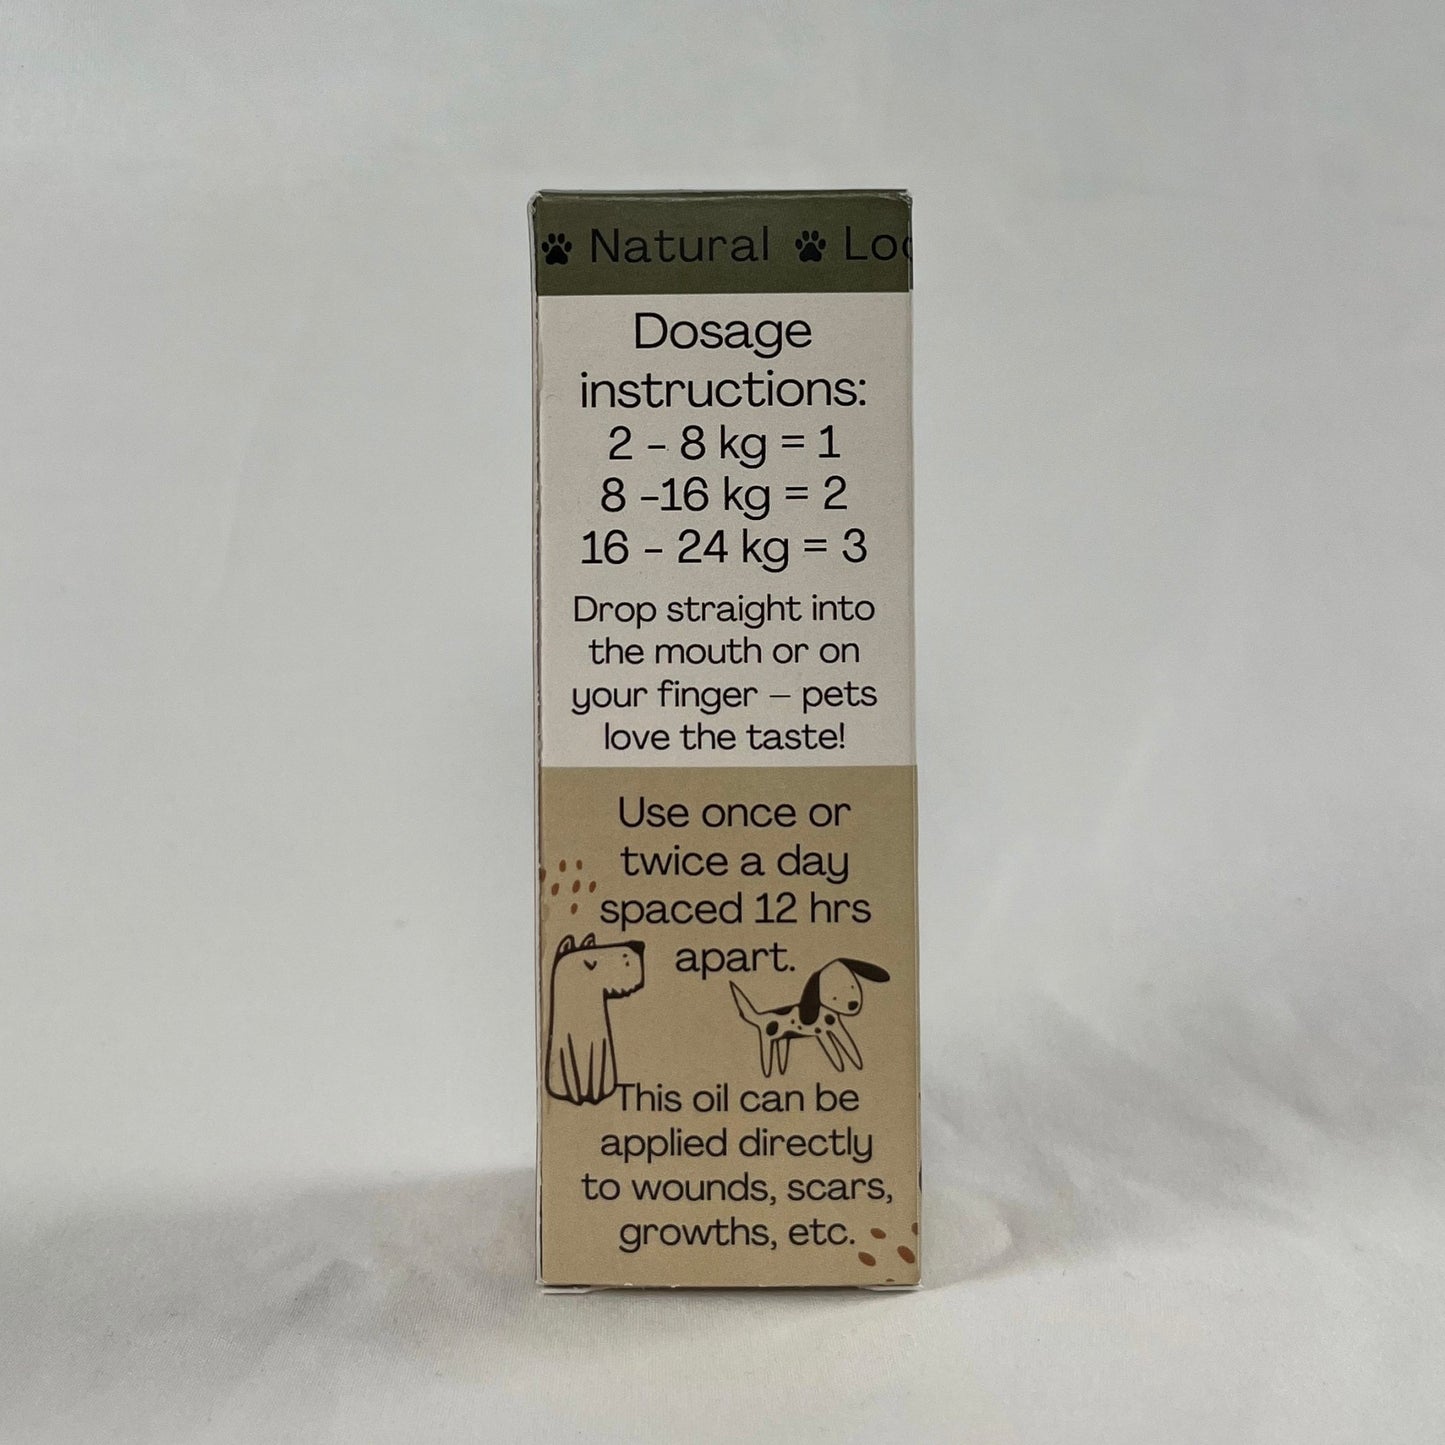 Natural
Dosage
instructions:
2 – 8 kg = 1
8 –16 kg = 2
16 – 24 kg = 3
Drop straight into
the mouth or on
your finger – pets
love the taste!
Use once or
twice a day
spaced 12 hrs
apart.
This oil can be
applied directly
to wounds, scars,
growths, etc.